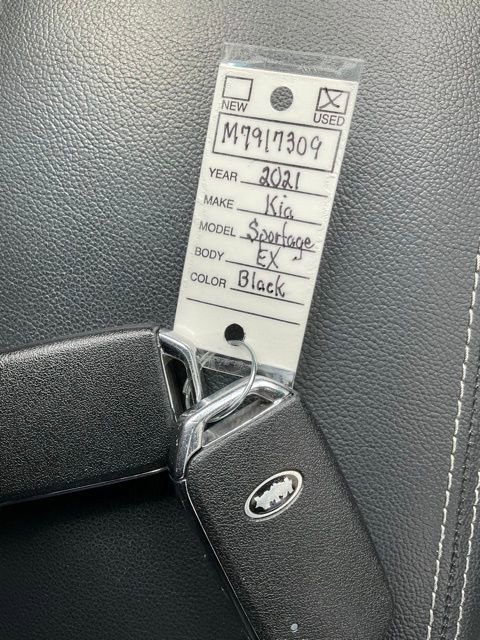 NEW USED
M7917309
YEAR 2021
MAKE Kia
MODEL Sportage
BODY EX
COLOR Black